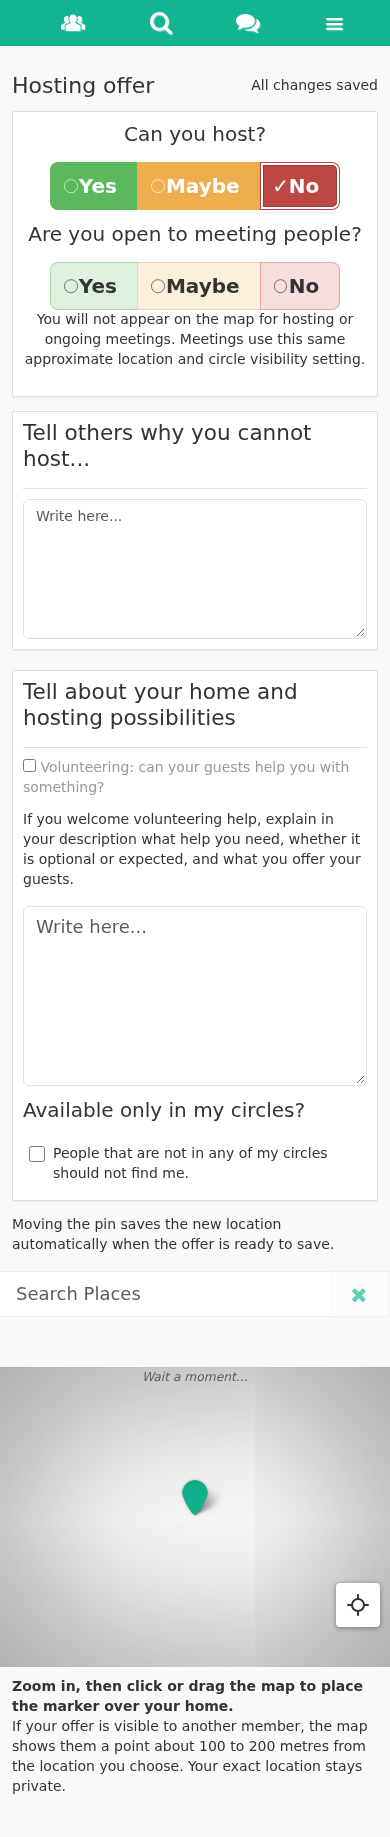 Hosting offer
All changes saved
Can you host?
Yes Maybe ✓No
Are you open to meeting people?
Yes Maybe No
You will not appear on the map for hosting or
ongoing meetings. Meetings use this same
approximate location and circle visibility setting.
Tell others why you cannot
host...
Write here...
Tell about your home and
hosting possibilities
Volunteering: can your guests help you with
something?
If you welcome volunteering help, explain in
your description what help you need, whether it
is optional or expected, and what you offer your
guests.
Write here...
Available only in my circles?
People that are not in any of my circles
should not find me.
Moving the pin saves the new location
automatically when the offer is ready to save.
Search Places
Wait a moment...
Zoom in, then click or drag the map to place
the marker over your home.
If your offer is visible to another member, the map
shows them a point about 100 to 200 metres from
the location you choose. Your exact location stays
private.